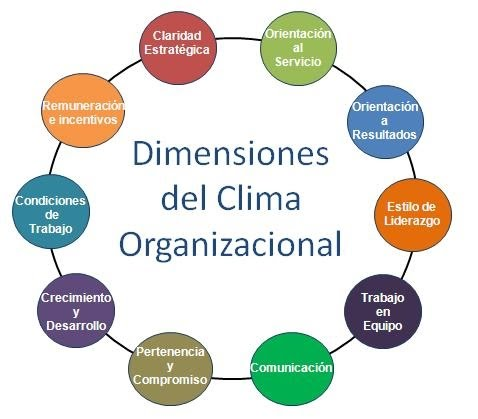 Claridad
Estratégica
Orientación
al
Servicio
Orientación
a
Resultados
Estilo de
Liderazgo
Trabajo
en
Equipo
Comunicación
Pertenencia
y
Compromiso
Crecimiento
y
Desarrollo
Condiciones
de
Trabajo
Remuneración
e incentivos
Dimensiones
del Clima
Organizacional